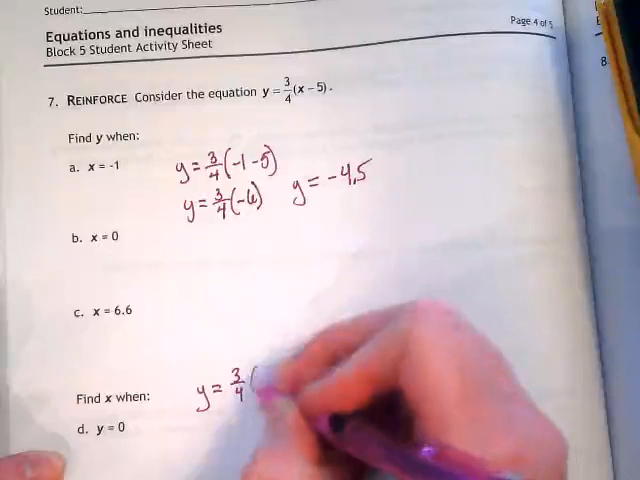 Student:
Equations and inequalities
Page 4 of 5
Block 5 Student Activity Sheet
7. REINFORCE Consider the equation y = 3/4 (x – 5).
Find y when:
a. x = -1
y = 3/4 (-1 - 5)
y = 3/4 (-6)
y = -4.5
b. x = 0
c. x = 6.6
Find x when:
y = 3/4 (
d. y = 0
8